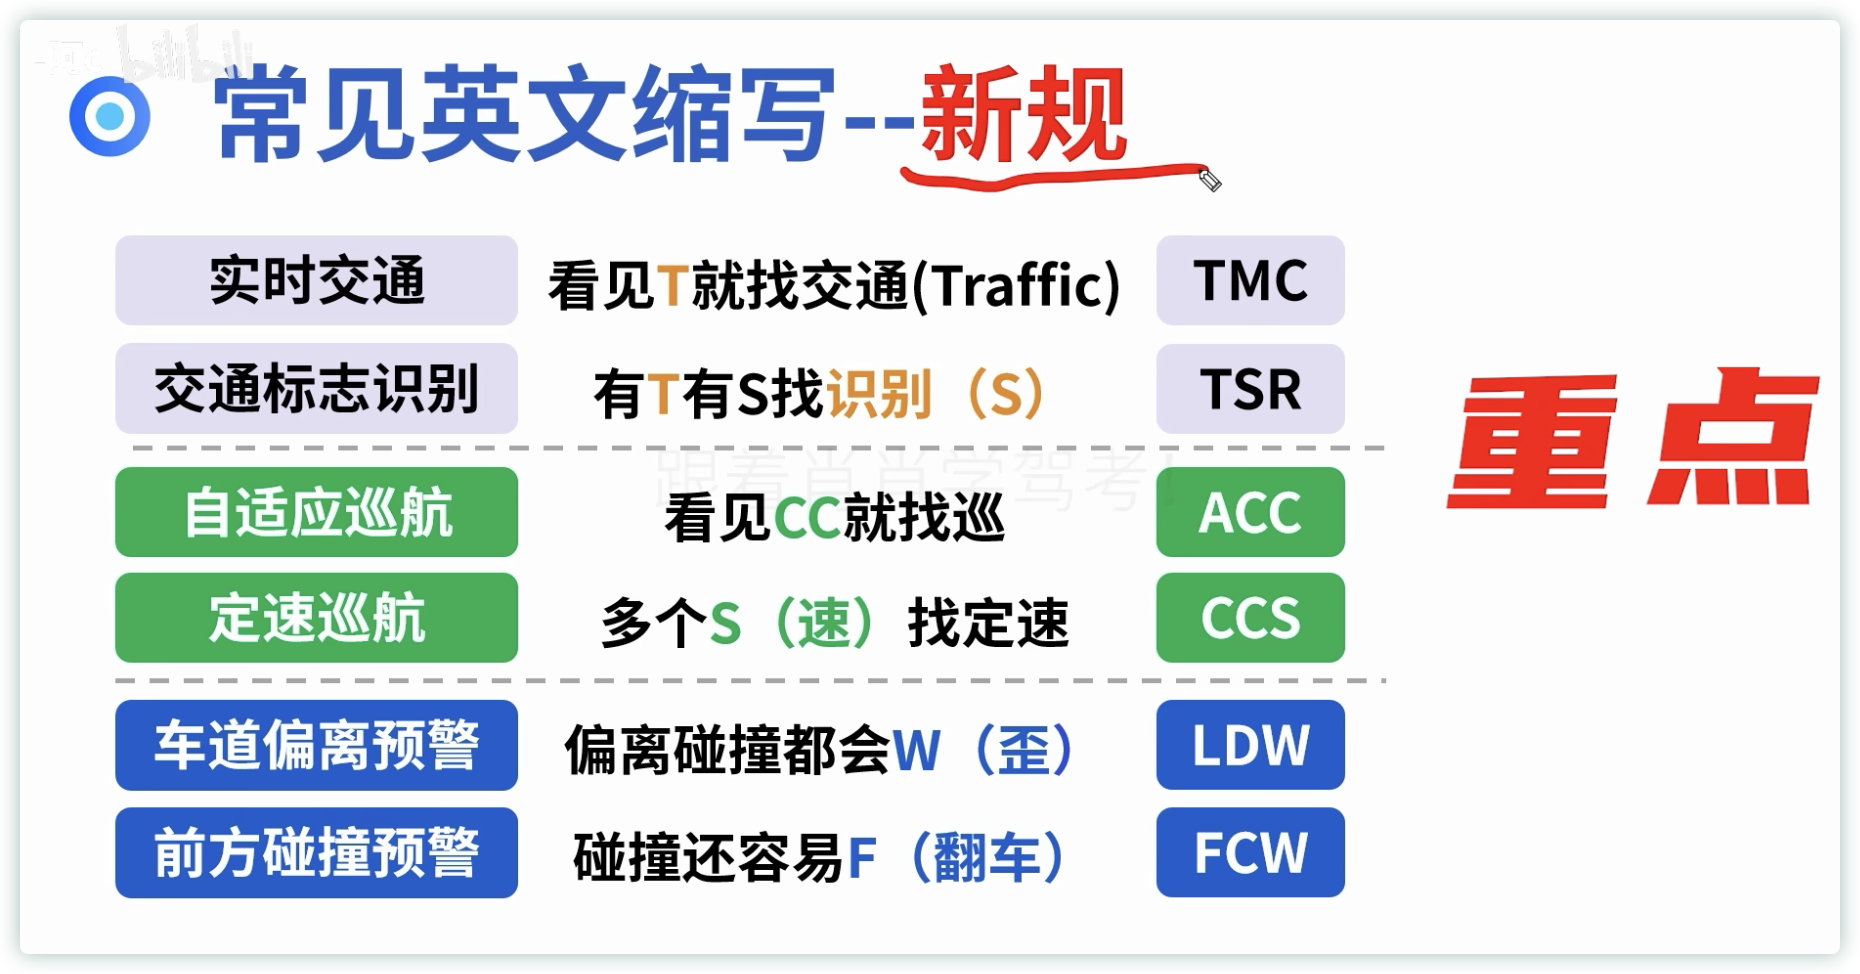 bilibili
常见英文缩写--新规
实时交通 看见T就找交通(Traffic) TMC
交通标志识别 有T有S找识别（S） TSR
重点
跟着肖肖学驾考！
自适应巡航 看见CC就找巡 ACC
定速巡航 多个S（速）找定速 CCS
车道偏离预警 偏离碰撞都会W（歪） LDW
前方碰撞预警 碰撞还容易F（翻车） FCW